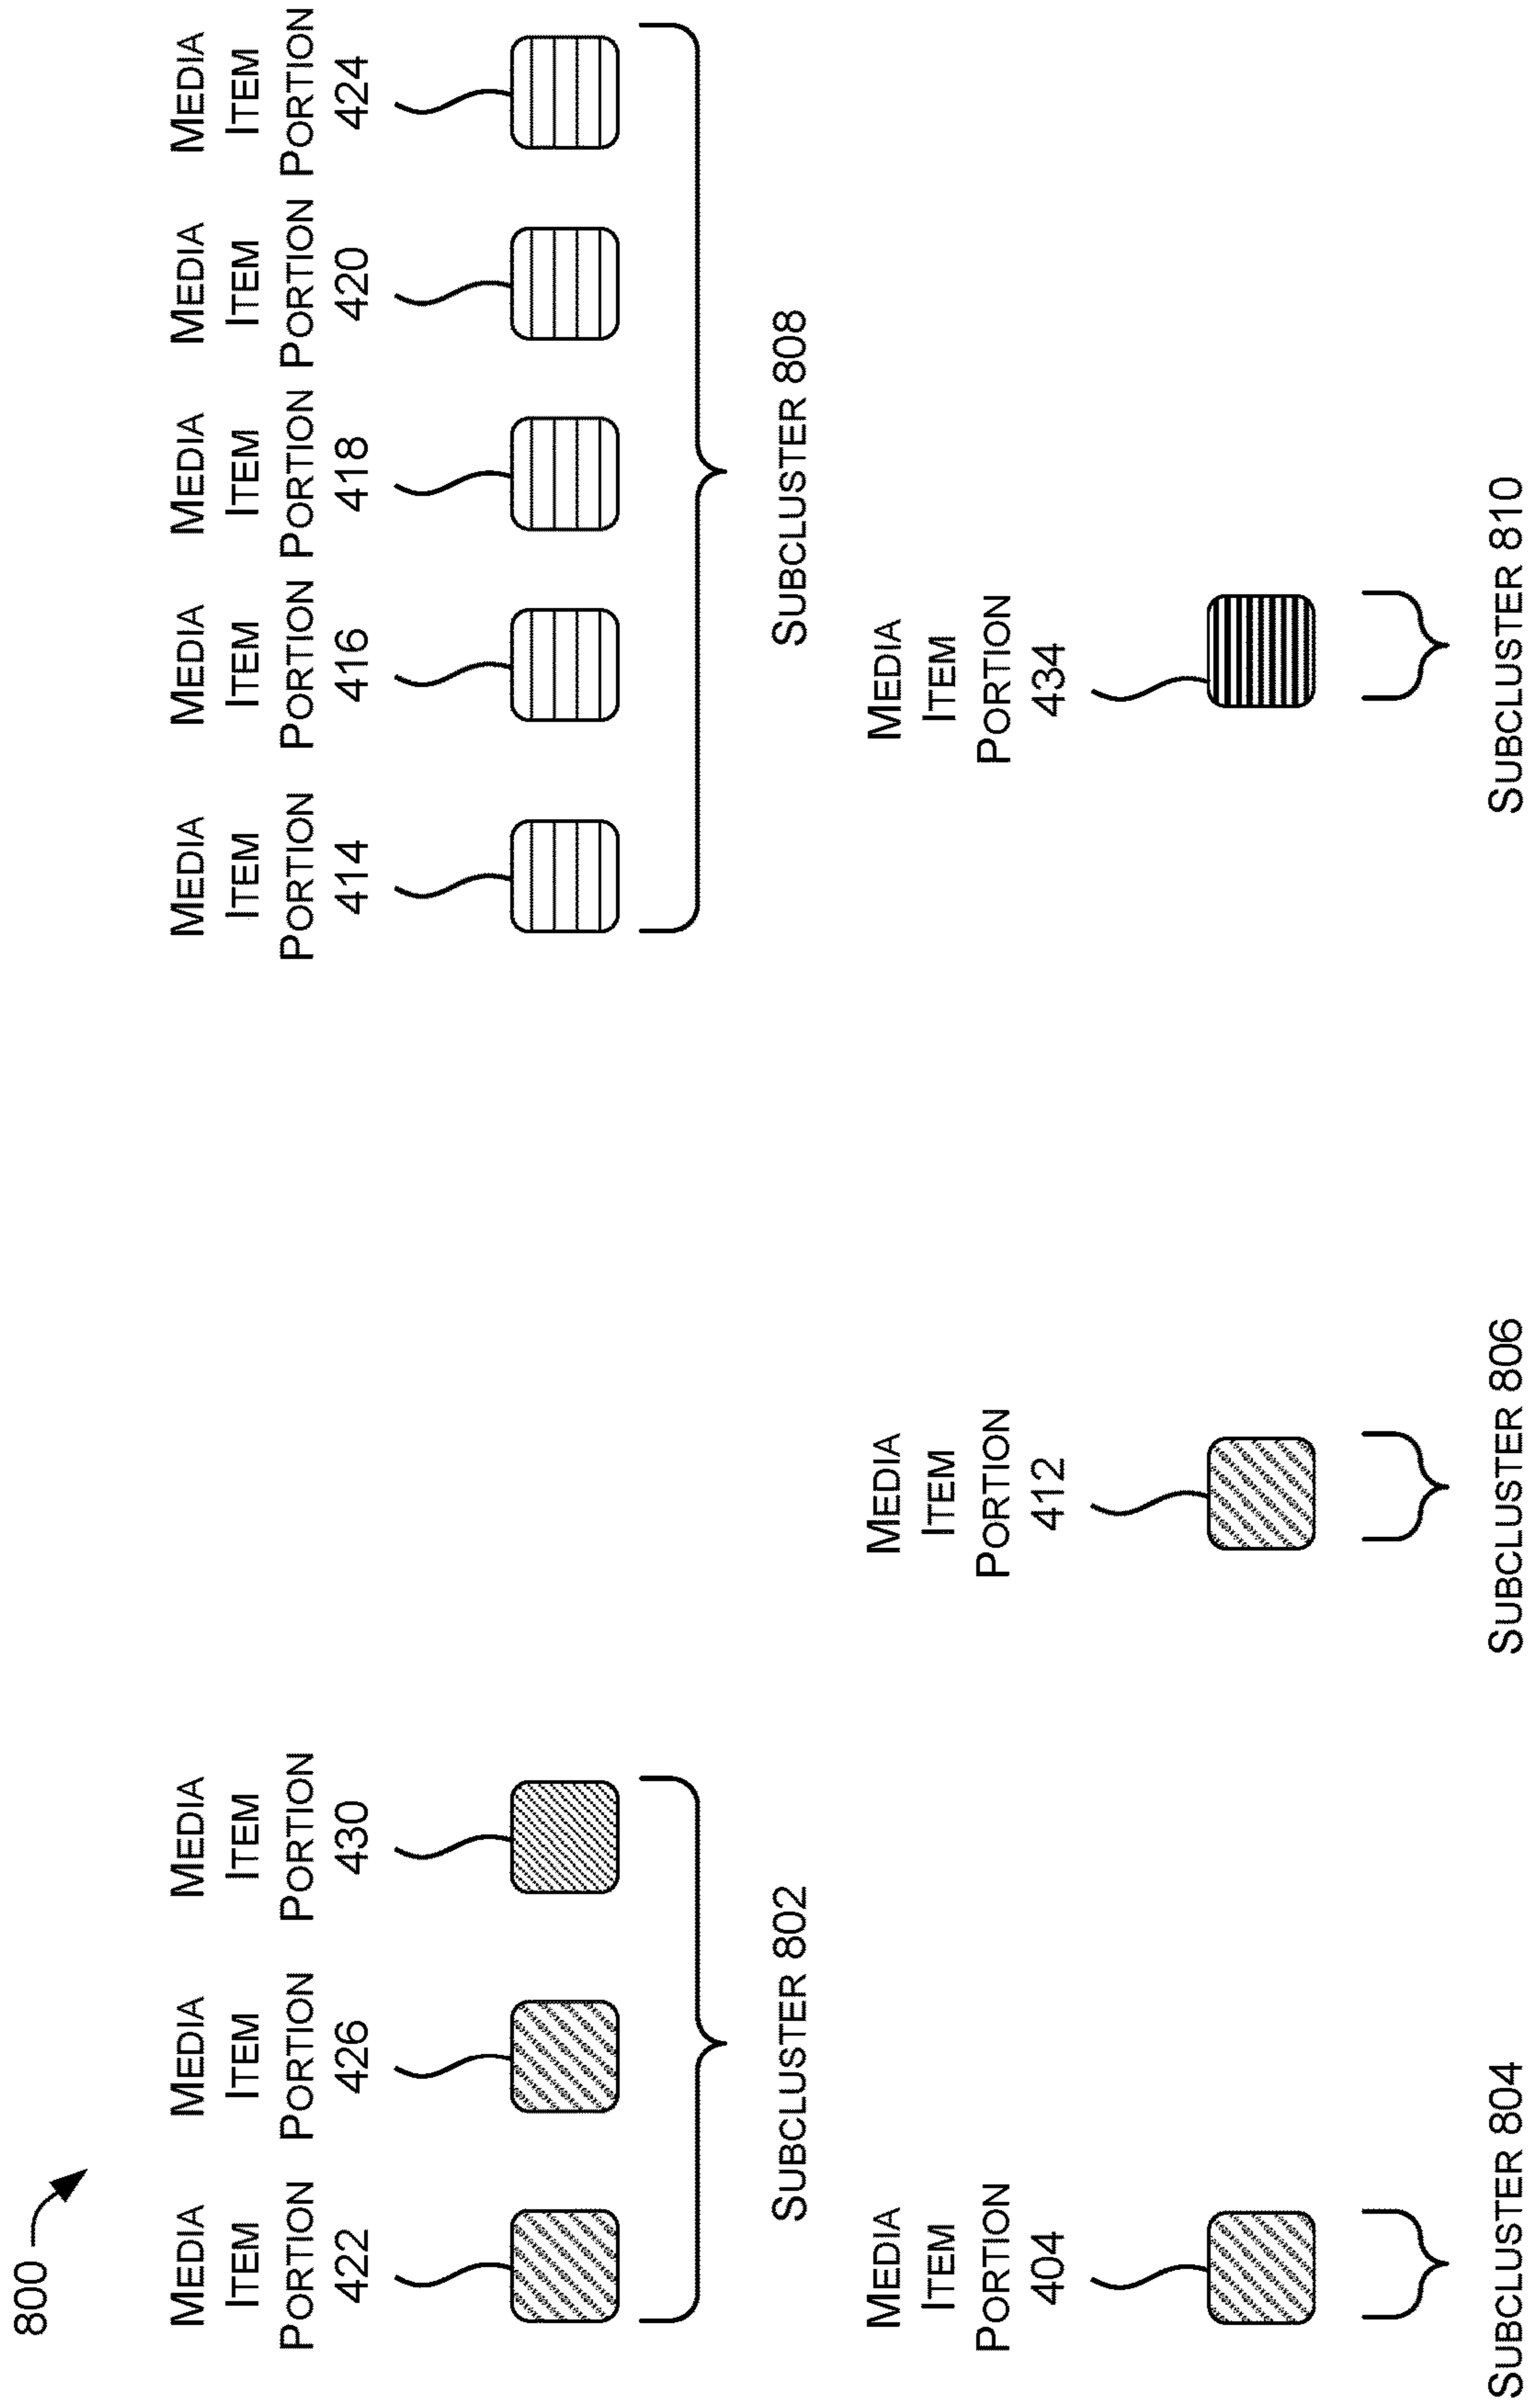 800
MEDIA
ITEM
PORTION
422
MEDIA
ITEM
PORTION
426
MEDIA
ITEM
PORTION
430
SUBCLUSTER 802
MEDIA
ITEM
PORTION
414
MEDIA
ITEM
PORTION
416
MEDIA
ITEM
PORTION
418
MEDIA
ITEM
PORTION
420
MEDIA
ITEM
PORTION
424
SUBCLUSTER 808
MEDIA
ITEM
PORTION
404
SUBCLUSTER 804
MEDIA
ITEM
PORTION
412
SUBCLUSTER 806
MEDIA
ITEM
PORTION
434
SUBCLUSTER 810